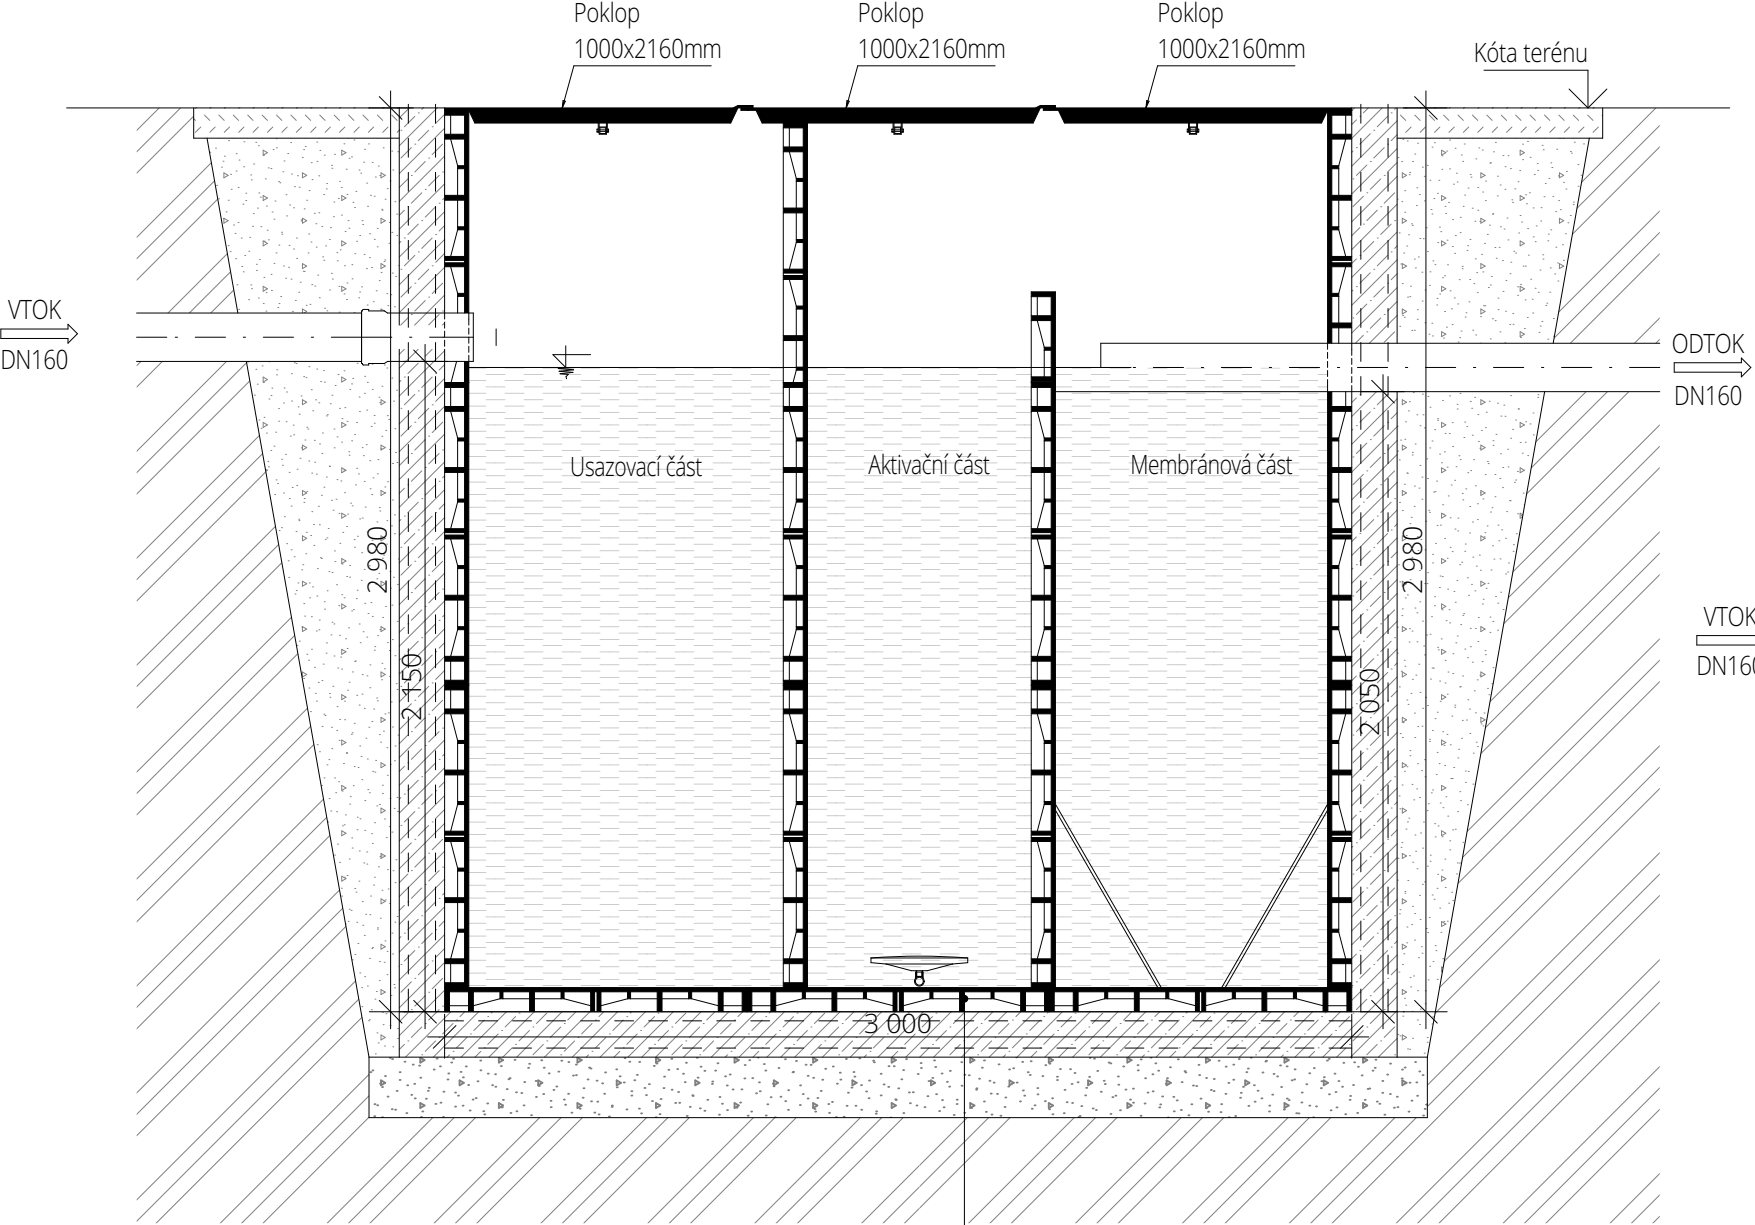 Poklop
1000x2160mm
Poklop
1000x2160mm
Poklop
1000x2160mm
Kóta terénu
VTOK
DN160
ODTOK
DN160
Usazovací část
Aktivační část
Membránová část
2 980
2 150
2 980
2 050
VTOK
DN160
3 000